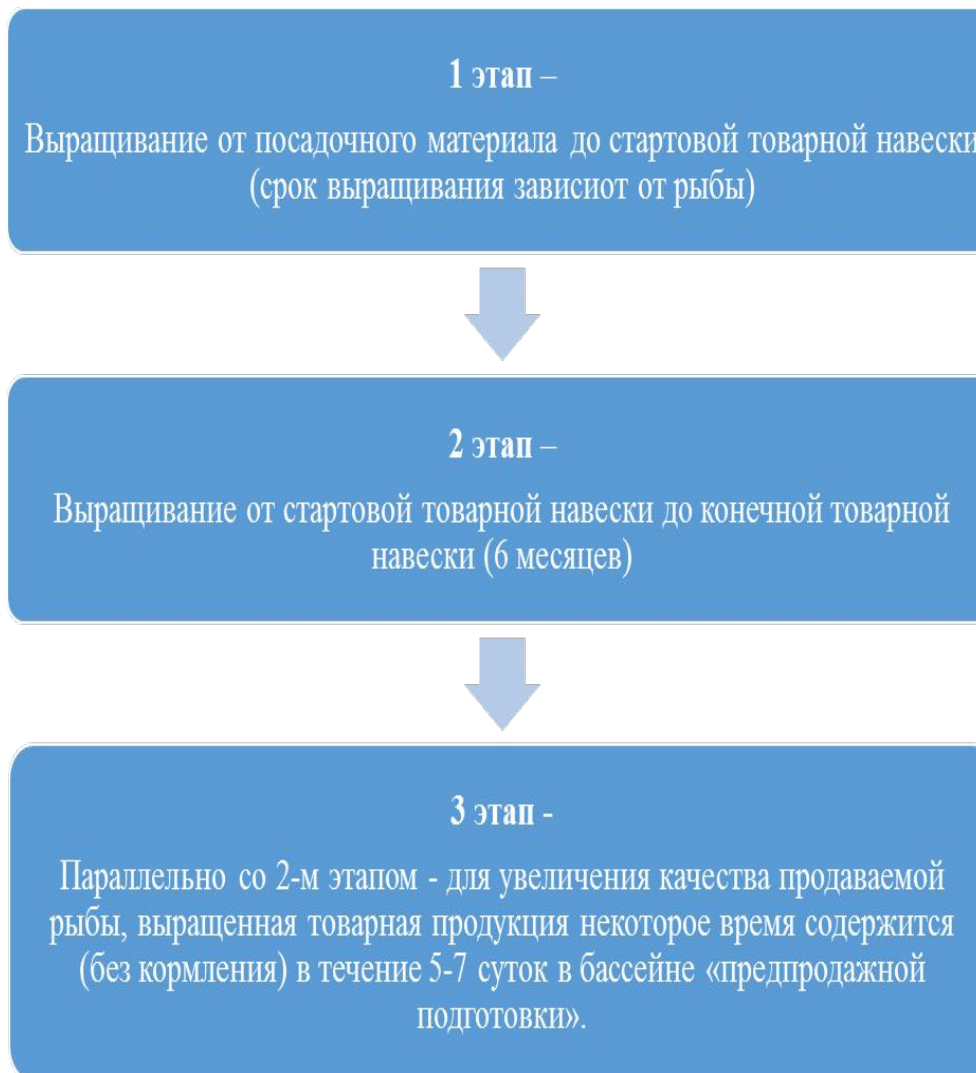 1 этап –
Выращивание от посадочного материала до стартовой товарной навески
(срок выращивания зависиот от рыбы)
2 этап –
Выращивание от стартовой товарной навески до конечной товарной
навески (6 месяцев)
3 этап -
Параллельно со 2-м этапом - для увеличения качества продаваемой
рыбы, выращенная товарная продукция некоторое время содержится
(без кормления) в течение 5-7 суток в бассейне «предпродажной
подготовки».